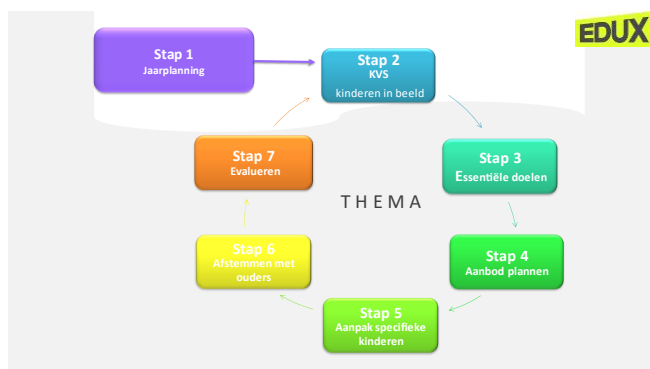 EDUX
Stap 1
Jaarplanning
Stap 2
KVS
kinderen in beeld
Stap 3
Essentiële doelen
Stap 4
Aanbod plannen
Stap 5
Aanpak specifieke
kinderen
Stap 6
Afstemmen met
ouders
Stap 7
Evalueren
THEMA